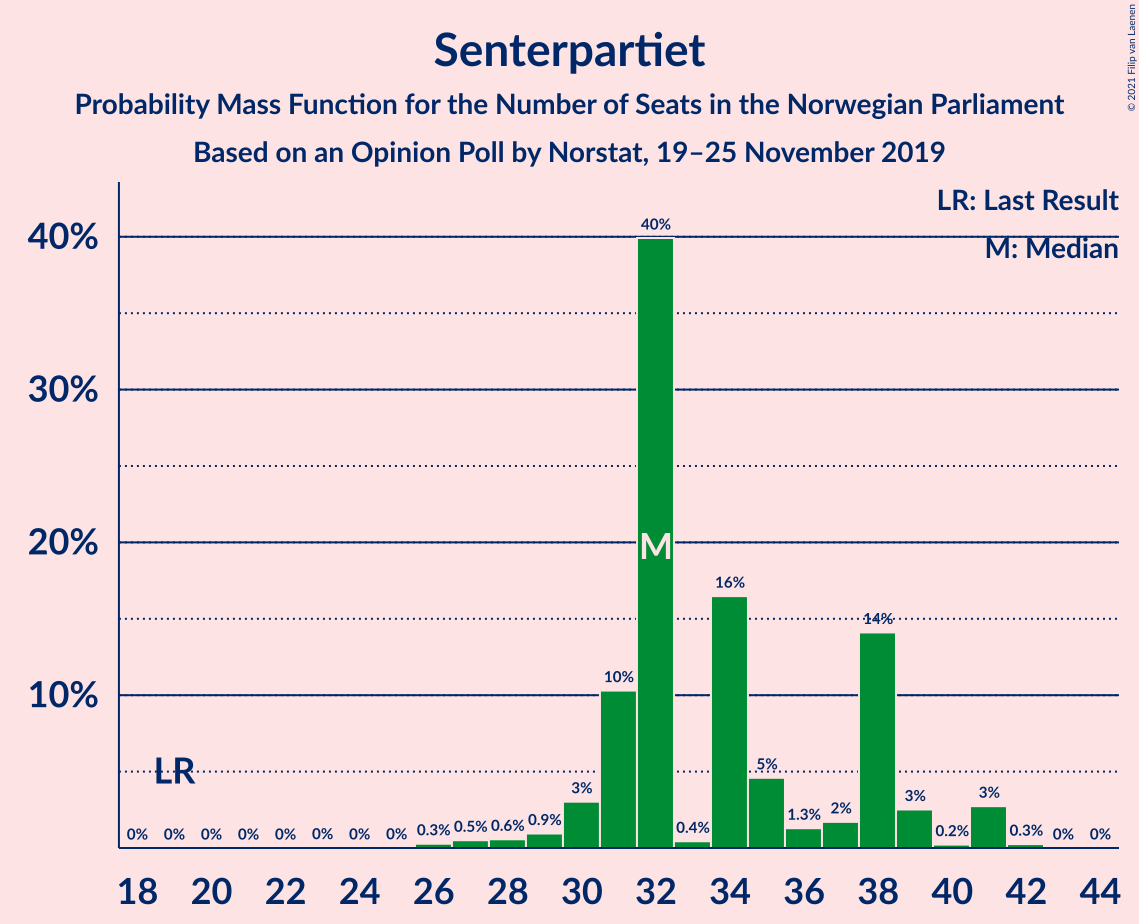 © 2021 Filip van Laenen
Senterpartiet
Probability Mass Function for the Number of Seats in the Norwegian Parliament
Based on an Opinion Poll by Norstat, 19–25 November 2019
LR: Last Result
M: Median
40%
30%
20%
10%
LR
M
0% 0% 0% 0% 0% 0% 0% 0% 0.3% 0.5% 0.6% 0.9% 3% 10% 40% 0.4% 16% 5% 1.3% 2% 14% 3% 0.2% 3% 0.3% 0% 0%
18 20 22 24 26 28 30 32 34 36 38 40 42 44